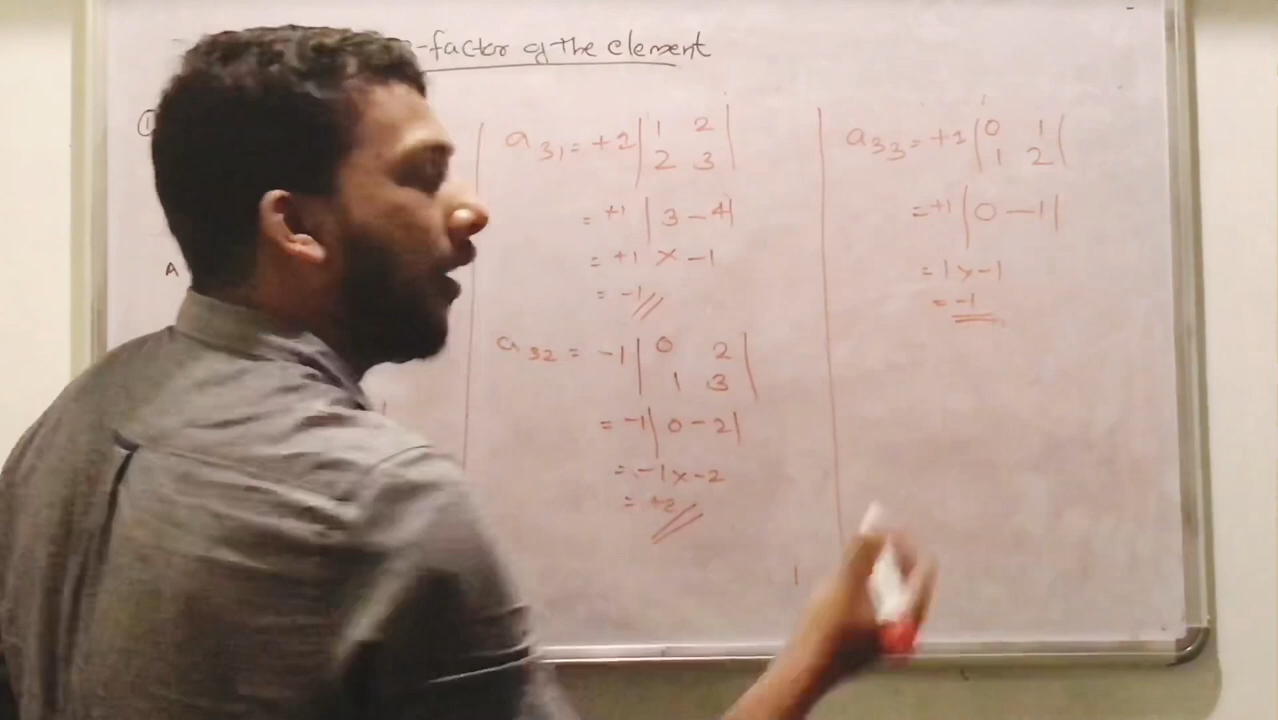 -factor of the element
①
A
a31 = +1 | 1 2 |
| 2 3 |
= +1 | 3 - 4 |
= +1 × -1
= -1 //
a32 = -1 | 0 2 |
| 1 3 |
= -1 | 0 - 2 |
= -1 × -2
= +2 //
a33 = +1 | 0 1 |
| 1 2 |
= +1 | 0 - 1 |
= 1 × -1
= -1